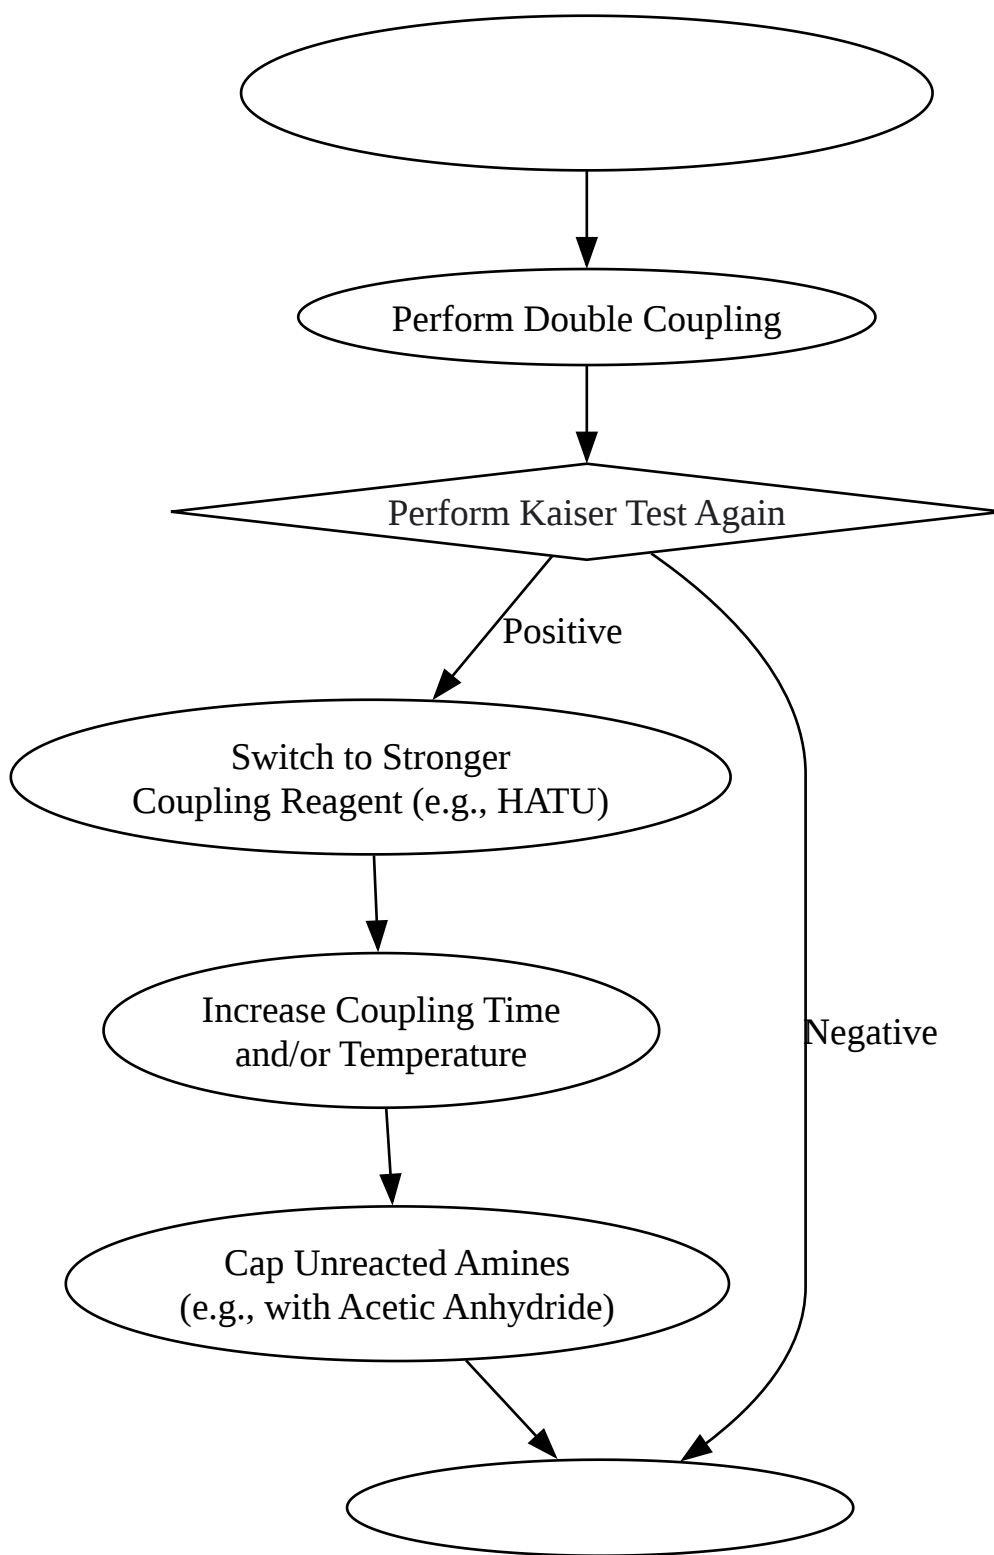 Perform Double Coupling
Perform Kaiser Test Again
Positive
Switch to Stronger
Coupling Reagent (e.g., HATU)
Increase Coupling Time
and/or Temperature
Negative
Cap Unreacted Amines
(e.g., with Acetic Anhydride)